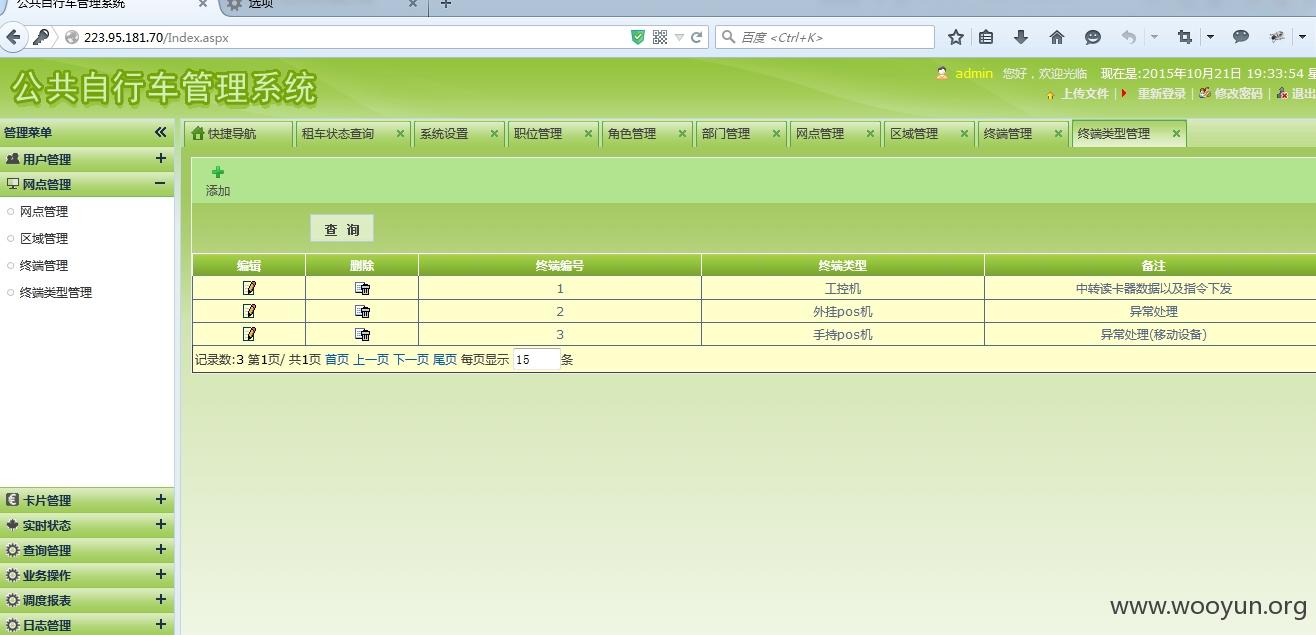 公共自行车管理系统
选项
223.95.181.70/Index.aspx
百度 <Ctrl+K>
公共自行车管理系统
admin 您好，欢迎光临 现在是:2015年10月21日 19:33:54
上传文件 | 重新登录 | 修改密码 | 退出
管理菜单
快捷导航 租车状态查询 系统设置 职位管理 角色管理 部门管理 网点管理 区域管理 终端管理 终端类型管理
用户管理
网点管理
网点管理
区域管理
终端管理
终端类型管理
卡片管理
实时状态
查询管理
业务操作
调度报表
日志管理
添加
查 询
编辑 删除 终端编号 终端类型 备注
1 工控机 中转读卡器数据以及指令下发
2 外挂pos机 异常处理
3 手持pos机 异常处理(移动设备)
记录数:3 第1页/ 共1页 首页 上一页 下一页 尾页 每页显示 15 条
www.wooyun.org